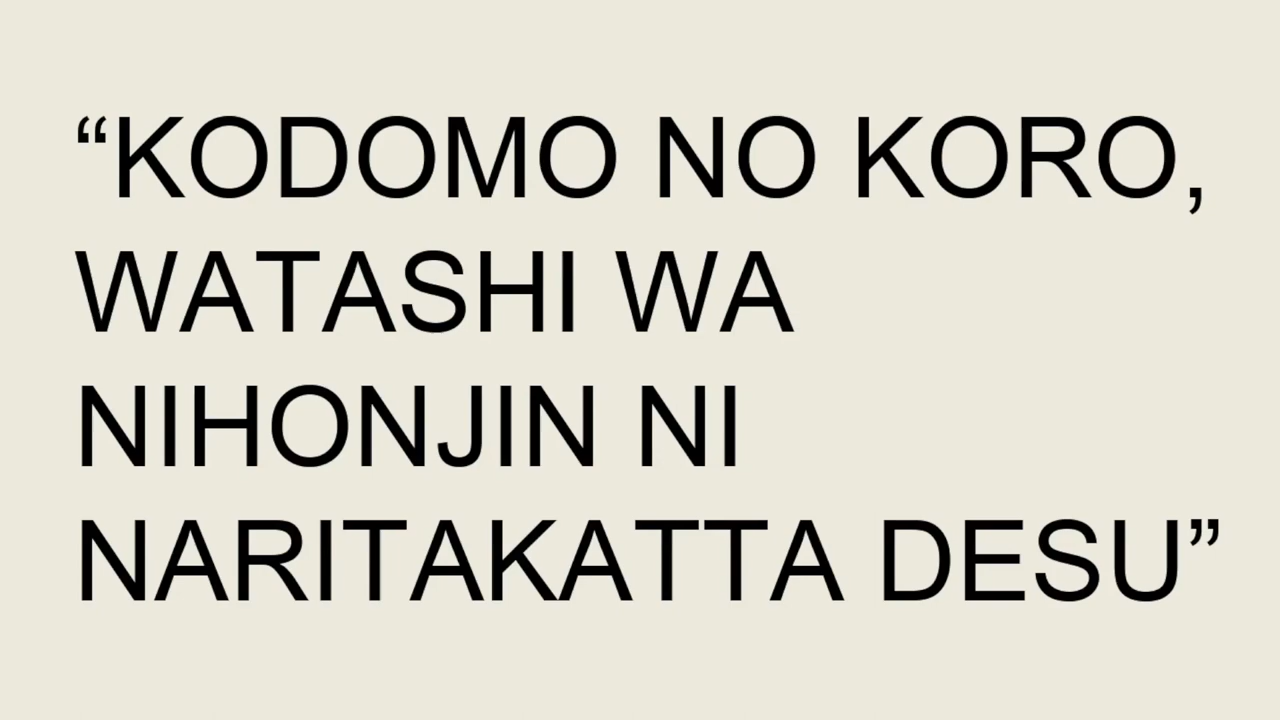 “KODOMO NO KORO,
WATASHI WA
NIHONJIN NI
NARITAKATTA DESU”